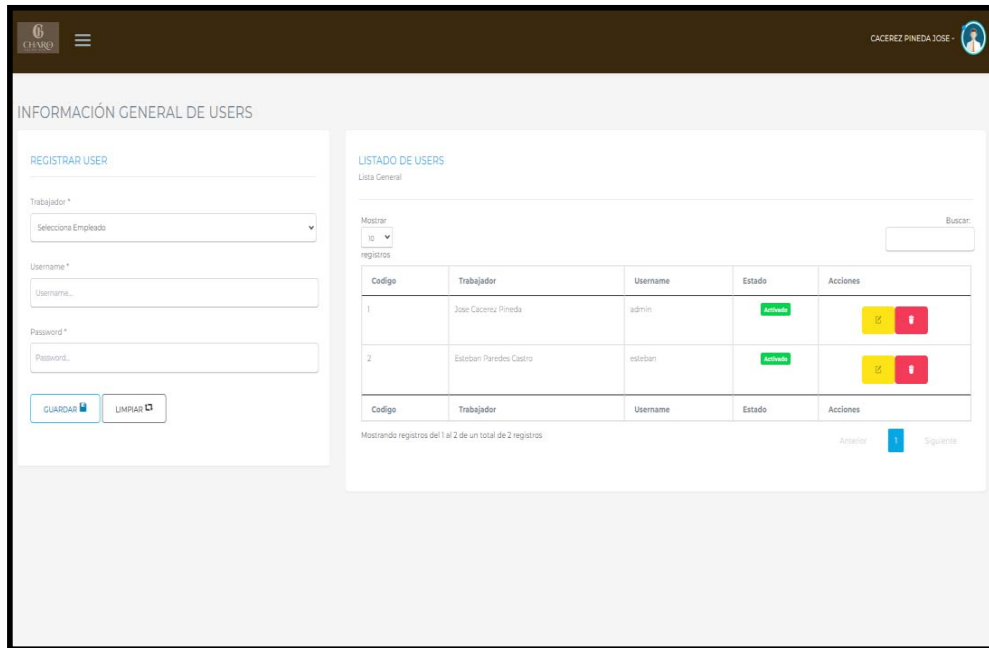 CHARO
CACEREZ PINEDA JOSE -
INFORMACIÓN GENERAL DE USERS
REGISTRAR USER
Trabajador *
Selecciona Empleado
Username *
Username...
Password *
Password...
GUARDAR
LIMPIAR
LISTADO DE USERS
Lista General
Mostrar
10
registros
Buscar:
Codigo Trabajador Username Estado Acciones
1 Jose Cacerez Pineda admin Activado
2 Esteban Paredes Castro esteban Activado
Codigo Trabajador Username Estado Acciones
Mostrando registros del 1 al 2 de un total de 2 registros
Anterior 1 Siguiente